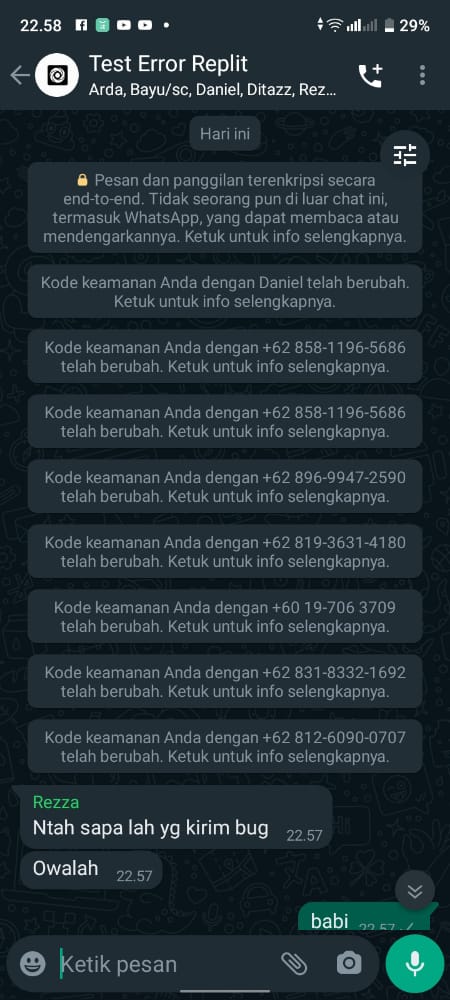 22.58
29%
Test Error Replit
Arda, Bayu/sc, Daniel, Ditazz, Rez...
Hari ini
Pesan dan panggilan terenkripsi secara
end-to-end. Tidak seorang pun di luar chat ini,
termasuk WhatsApp, yang dapat membaca atau
mendengarkannya. Ketuk untuk info selengkapnya.
Kode keamanan Anda dengan Daniel telah berubah.
Ketuk untuk info selengkapnya.
Kode keamanan Anda dengan +62 858-1196-5686
telah berubah. Ketuk untuk info selengkapnya.
Kode keamanan Anda dengan +62 858-1196-5686
telah berubah. Ketuk untuk info selengkapnya.
Kode keamanan Anda dengan +62 896-9947-2590
telah berubah. Ketuk untuk info selengkapnya.
Kode keamanan Anda dengan +62 819-3631-4180
telah berubah. Ketuk untuk info selengkapnya.
Kode keamanan Anda dengan +60 19-706 3709
telah berubah. Ketuk untuk info selengkapnya.
Kode keamanan Anda dengan +62 831-8332-1692
telah berubah. Ketuk untuk info selengkapnya.
Kode keamanan Anda dengan +62 812-6090-0707
telah berubah. Ketuk untuk info selengkapnya.
Rezza
Ntah sapa lah yg kirim bug 22.57
Owalah 22.57
babi 22.57
Ketik pesan